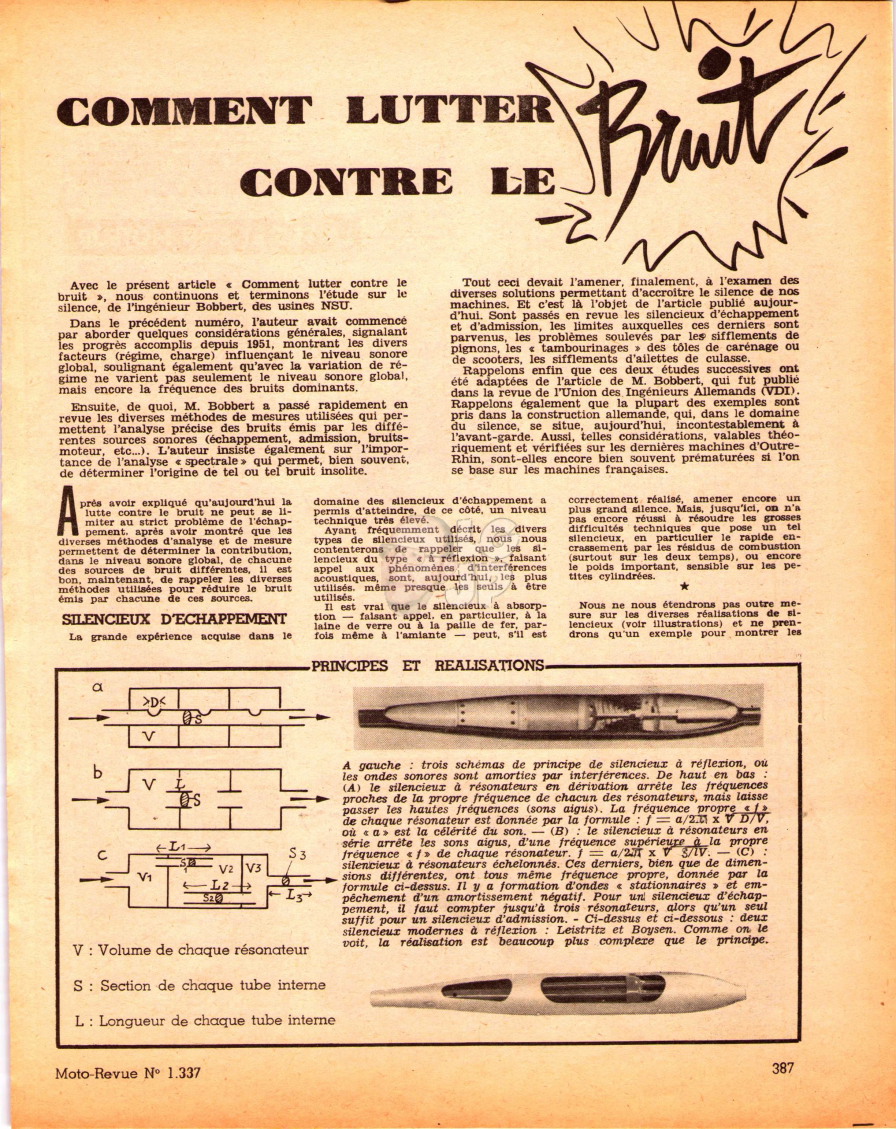 COMMENT LUTTER
CONTRE LE
Bruit
Avec le présent article « Comment lutter contre le
bruit », nous continuons et terminons l'étude sur le
silence, de l'ingénieur Bobbert, des usines NSU.
Dans le précédent numéro, l'auteur avait commencé
par aborder quelques considérations générales, signalant
les progrès accomplis depuis 1951, montrant les divers
facteurs (régime, charge) influençant le niveau sonore
global, soulignant également qu'avec la variation de ré-
gime ne varient pas seulement le niveau sonore global,
mais encore la fréquence des bruits dominants.
Ensuite, de quoi, M. Bobbert a passé rapidement en
revue les diverses méthodes de mesures utilisées qui per-
mettent l'analyse précise des bruits émis par les diffé-
rentes sources sonores (échappement, admission, bruits-
moteur, etc...). L'auteur insiste également sur l'impor-
tance de l'analyse « spectrale » qui permet, bien souvent,
de déterminer l'origine de tel ou tel bruit insolite.
Tout ceci devait l'amener, finalement, à l'examen des
diverses solutions permettant d'accroître le silence de nos
machines. Et c'est là l'objet de l'article publié aujour-
d'hui. Sont passés en revue les silencieux d'échappement
et d'admission, les limites auxquelles ces derniers sont
parvenus, les problèmes soulevés par les sifflements de
pignons, les « tambourinages » des tôles de carénage ou
de scooters, les sifflements d'ailettes de culasse.
Rappelons enfin que ces deux études successives ont
été adaptées de l'article de M. Bobbert, qui fut publié
dans la revue de l'Union des Ingénieurs Allemands (VDI).
Rappelons également que la plupart des exemples sont
pris dans la construction allemande, qui, dans le domaine
du silence, se situe, aujourd'hui, incontestablement à
l'avant-garde. Aussi, telles considérations, valables théo-
riquement et vérifiées sur les dernières machines d'Outre-
Rhin, sont-elles encore bien souvent prématurées si l'on
se base sur les machines françaises.
Après avoir expliqué qu'aujourd'hui la
lutte contre le bruit ne peut se li-
miter au strict problème de l'échap-
pement, après avoir montré que les
diverses méthodes d'analyse et de mesure
permettent de déterminer la contribution,
dans le niveau sonore global, de chacune
des sources de bruit différentes, il est
bon, maintenant, de rappeler les diverses
méthodes utilisées pour réduire le bruit
émis par chacune de ces sources.
SILENCIEUX D'ECHAPPEMENT
La grande expérience acquise dans le
domaine des silencieux d'échappement a
permis d'atteindre, de ce côté, un niveau
technique très élevé.
Ayant fréquemment décrit les divers
types de silencieux utilisés, nous nous
contenterons de rappeler que les si-
lencieux du type « à réflexion », faisant
appel aux phénomènes d'interférences
acoustiques, sont, aujourd'hui, les plus
utilisés, même presque les seuls à être
utilisés.
Il est vrai que le silencieux à absorp-
tion — faisant appel, en particulier, à la
laine de verre ou à la paille de fer, par-
fois même à l'amiante — peut, s'il est
correctement réalisé, amener encore un
plus grand silence. Mais, jusqu'ici, on n'a
pas encore réussi à résoudre les grosses
difficultés techniques que pose un tel
silencieux, en particulier le rapide en-
crassement par les résidus de combustion
(surtout sur les deux temps), ou encore
le poids important, sensible sur les pe-
tites cylindrées.
★
Nous ne nous étendrons pas outre me-
sure sur les diverses réalisations de si-
lencieux (voir illustrations) et ne pren-
drons qu'un exemple pour montrer les
PRINCIPES ET REALISATIONS
a
>D<
S
V
b
V
L
S
c
L1
S1
V1
V2
V3
S3
L2
S2
L3
V : Volume de chaque résonateur
S : Section de chaque tube interne
L : Longueur de chaque tube interne
A gauche : trois schémas de principe de silencieux à réflexion, où
les ondes sonores sont amorties par interférences. De haut en bas :
(A) le silencieux à résonateurs en dérivation arrête les fréquences
proches de la propre fréquence de chacun des résonateurs, mais laisse
passer les hautes fréquences (sons aigus). La fréquence propre « f »
de chaque résonateur est donnée par la formule : f = a/2π x √ D/V,
où « a » est la célérité du son. — (B) : le silencieux à résonateurs en
série arrête les sons aigus, d'une fréquence supérieure à la propre
fréquence « f » de chaque résonateur. f = a/2π x √ S/lV. — (C) :
silencieux à résonateurs échelonnés. Ces derniers, bien que de dimen-
sions différentes, ont tous même fréquence propre, donnée par la
formule ci-dessus. Il y a formation d'ondes « stationnaires » et em-
pêchement d'un amortissement négatif. Pour un silencieux d'échap-
pement, il faut compter jusqu'à trois résonateurs, alors qu'un seul
suffit pour un silencieux d'admission. - Ci-dessus et ci-dessous : deux
silencieux modernes à réflexion : Leistritz et Boysen. Comme on le
voit, la réalisation est beaucoup plus complexe que le principe.
Moto-Revue N° 1.337
387